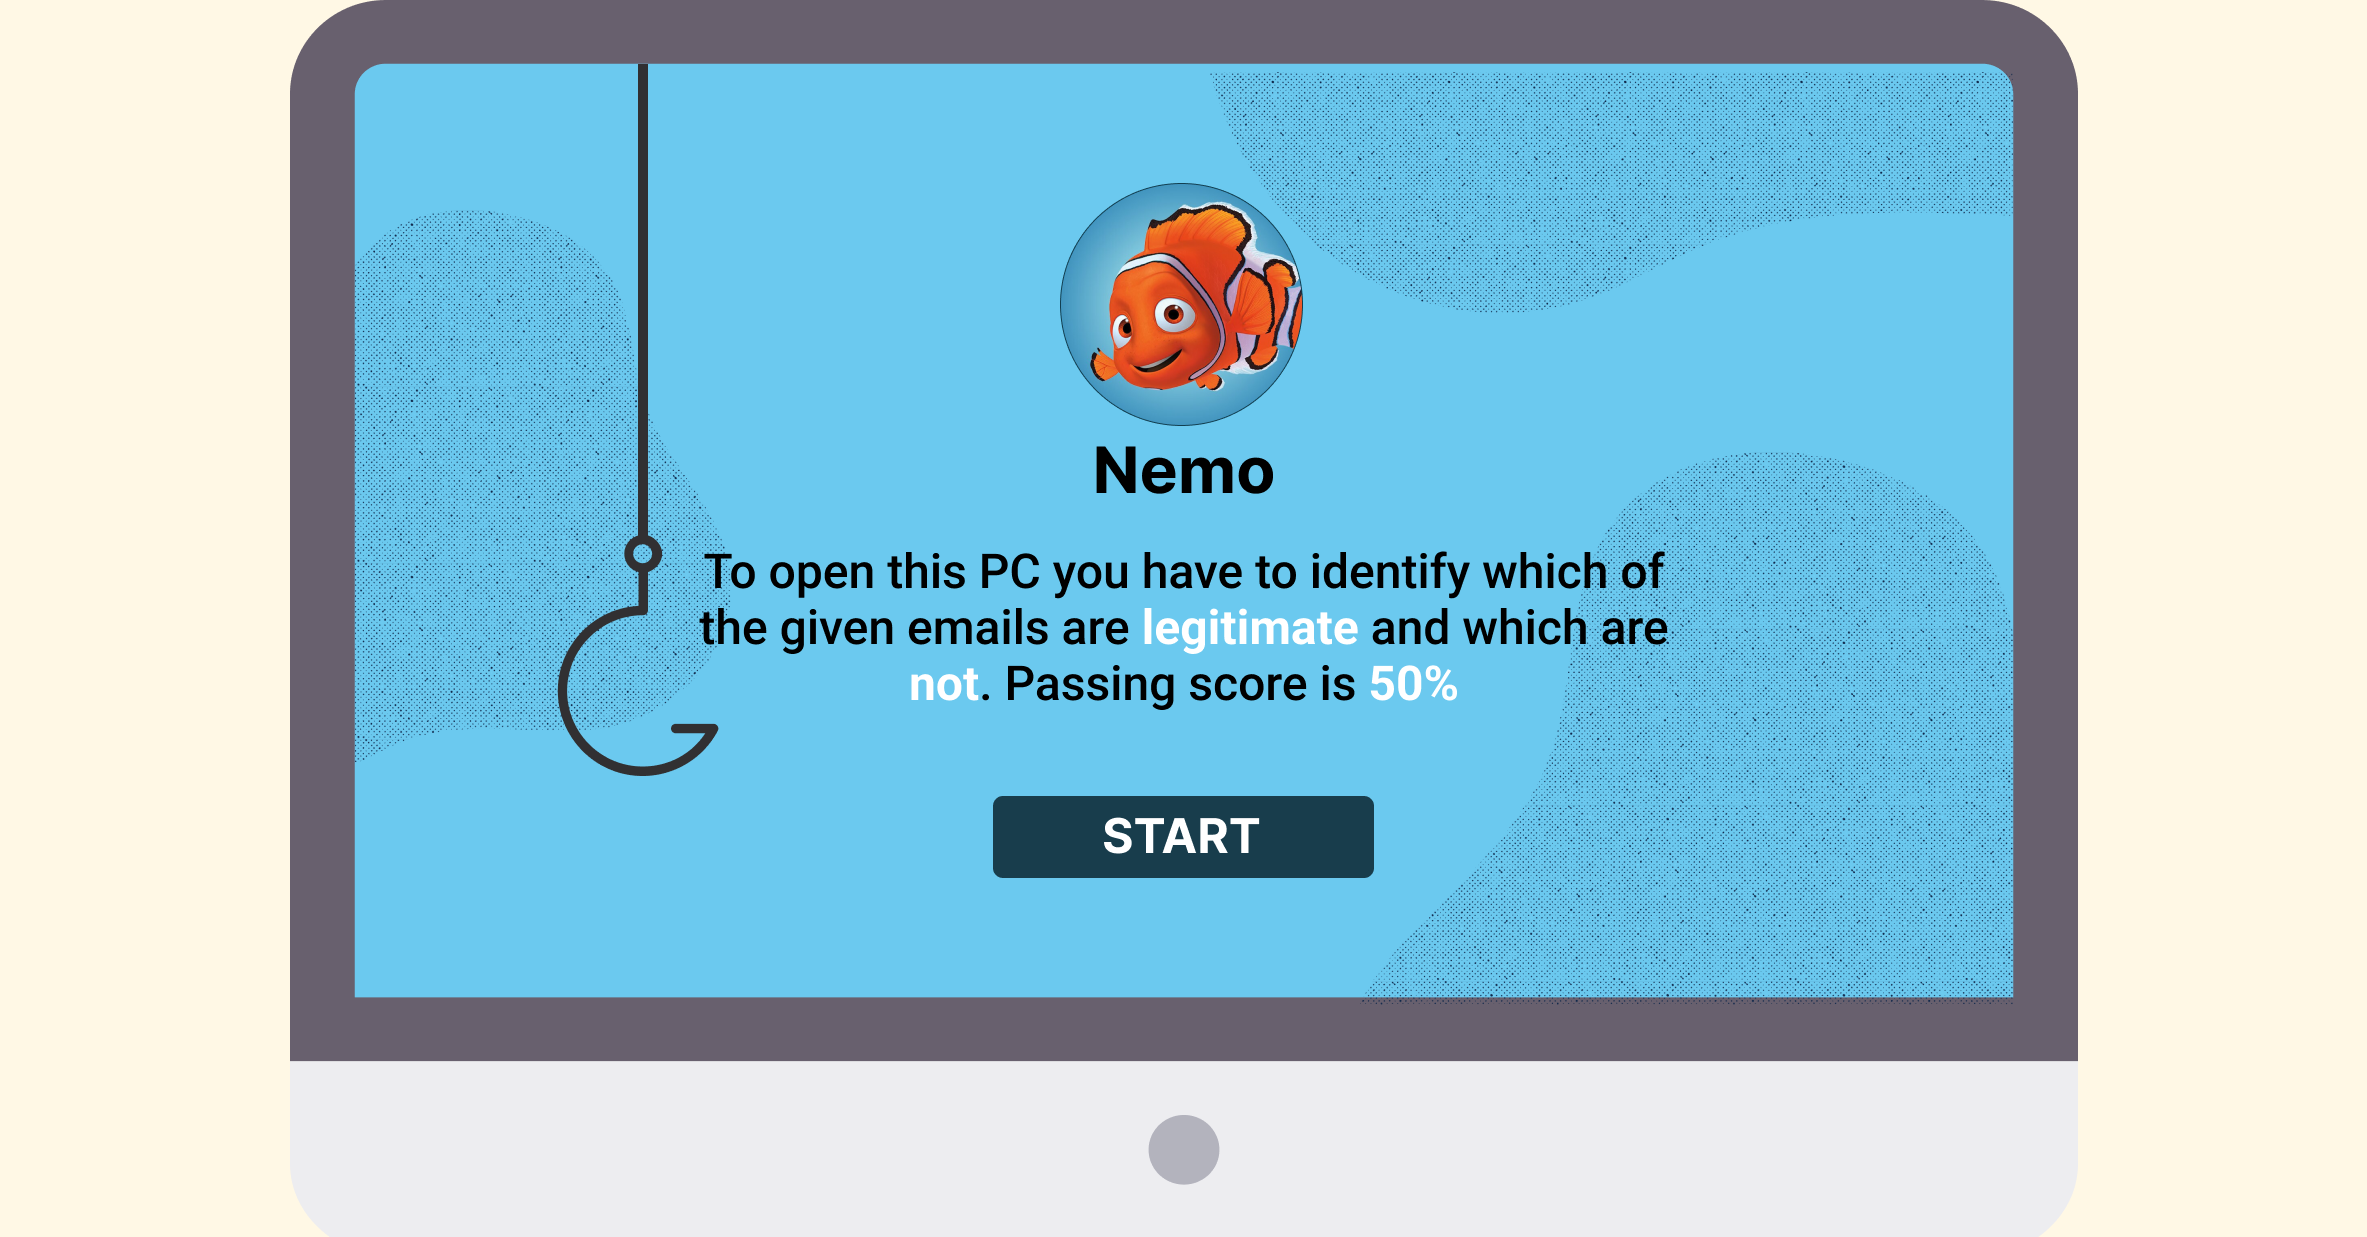 Nemo
To open this PC you have to identify which of
the given emails are legitimate and which are
not. Passing score is 50%
START